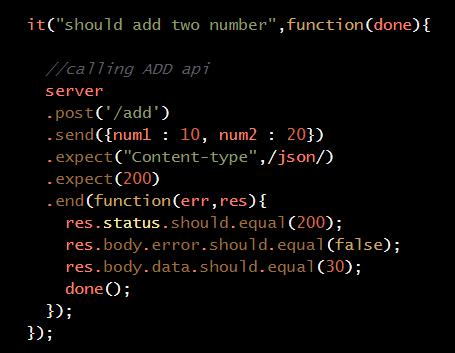 it("should add two number",function(done){
//calling ADD api
server
.post('/add')
.send({num1 : 10, num2 : 20})
.expect("Content-type",/json/)
.expect(200)
.end(function(err,res){
res.status.should.equal(200);
res.body.error.should.equal(false);
res.body.data.should.equal(30);
done();
});
});